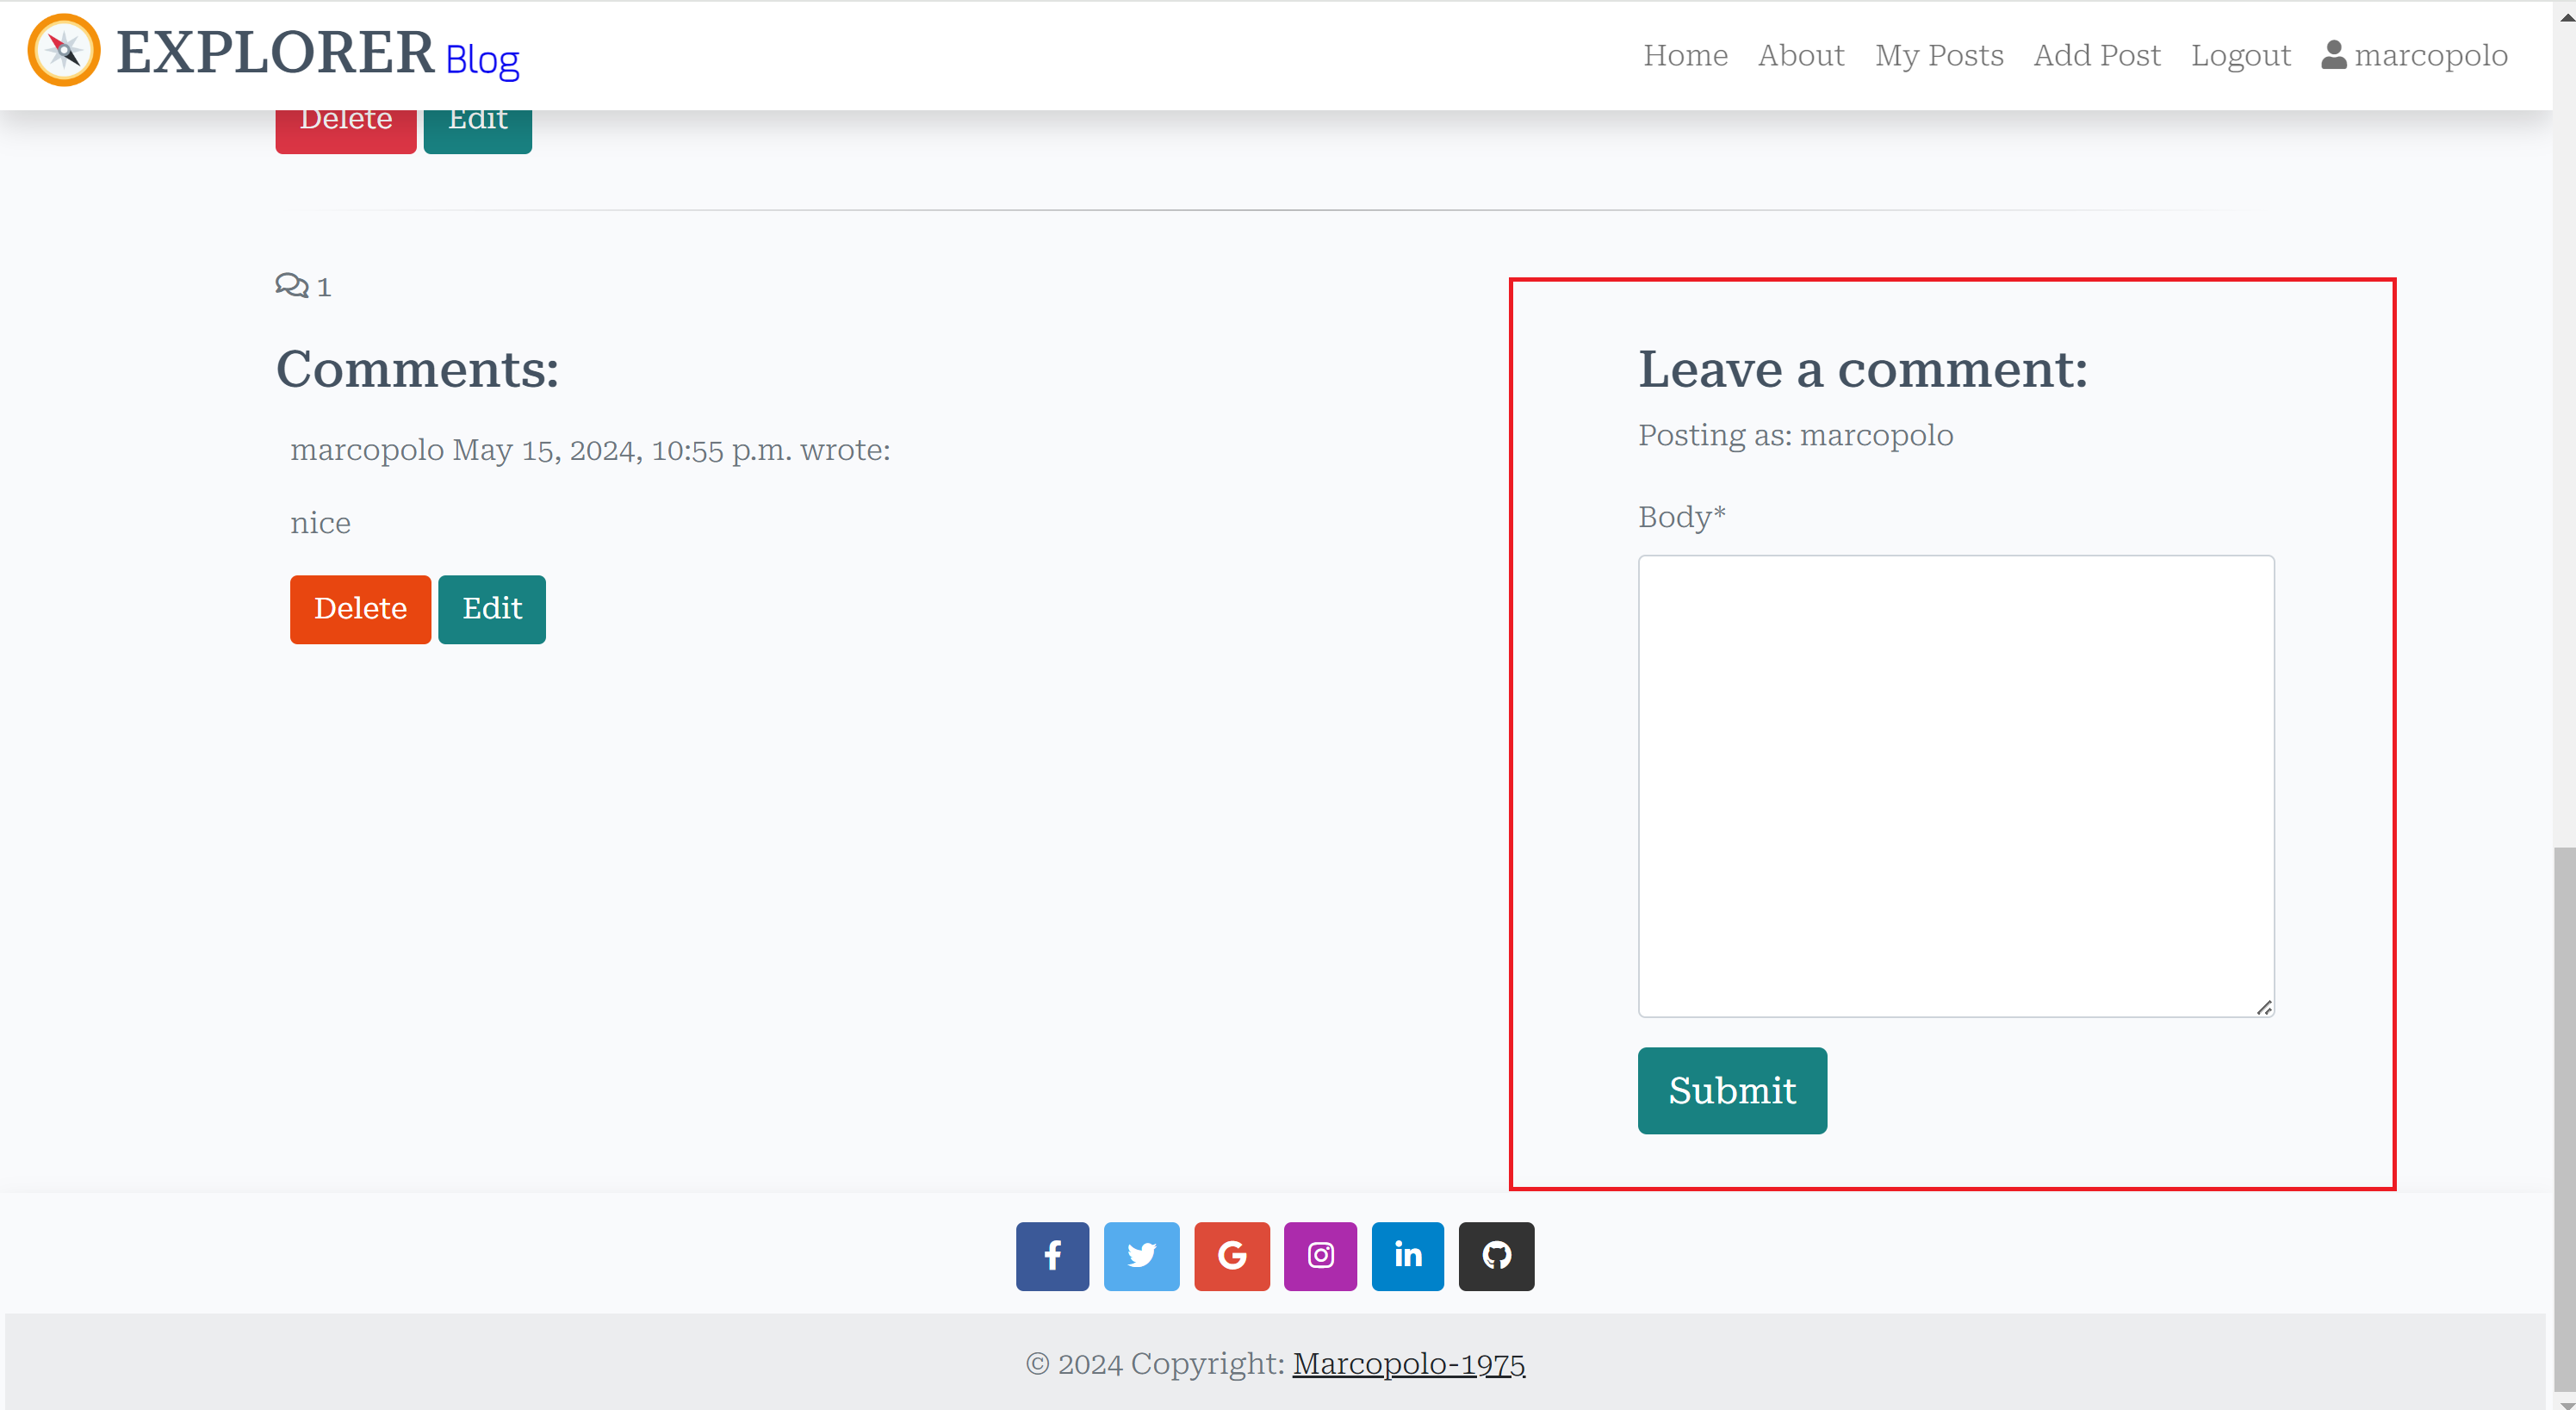 EXPLORER Blog
Home About My Posts Add Post Logout marcopolo
Delete Edit
1
Comments:
marcopolo May 15, 2024, 10:55 p.m. wrote:
nice
Delete Edit
Leave a comment:
Posting as: marcopolo
Body*
Submit
© 2024 Copyright: Marcopolo-1975